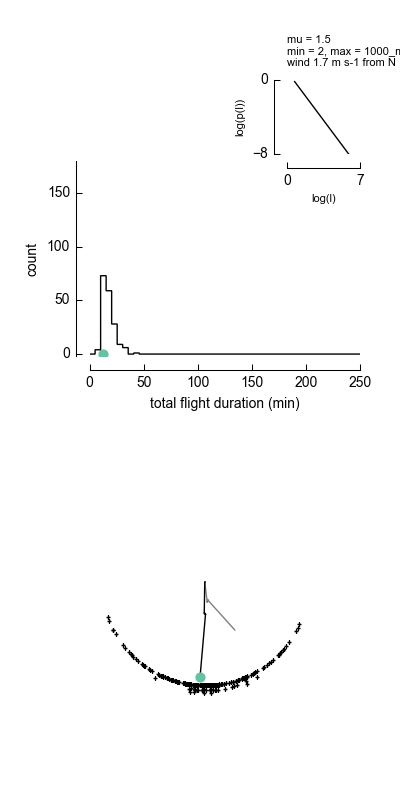 mu = 1.5
min = 2, max = 1000_m
wind 1.7 m s-1 from N
0
−8
log(p(l))
0 7
log(l)
150
100
50
0
count
0 50 100 150 200 250
total flight duration (min)